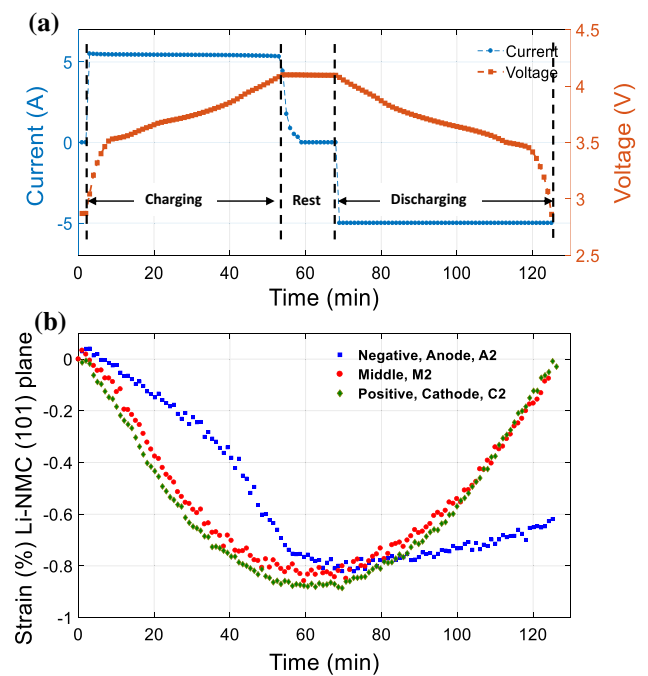 (a)
Current (A)
5
0
-5
Current
Voltage
Charging
Rest
Discharging
4.5
4
3.5
3
2.5
Voltage (V)
0 20 40 60 80 100 120
Time (min)
(b)
Strain (%) Li-NMC (101) plane
0
-0.2
-0.4
-0.6
-0.8
-1
Negative, Anode, A2
Middle, M2
Positive, Cathode, C2
0 20 40 60 80 100 120
Time (min)